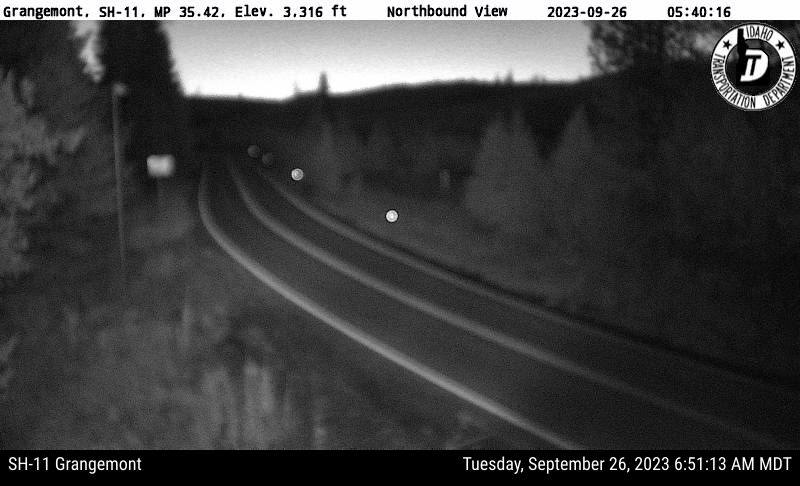 Grangemont, SH-11, MP 35.42, Elev. 3,316 ft Northbound View 2023-09-26 05:40:16
IDAHO
TRANSPORTATION DEPARTMENT
SH-11 Grangemont Tuesday, September 26, 2023 6:51:13 AM MDT